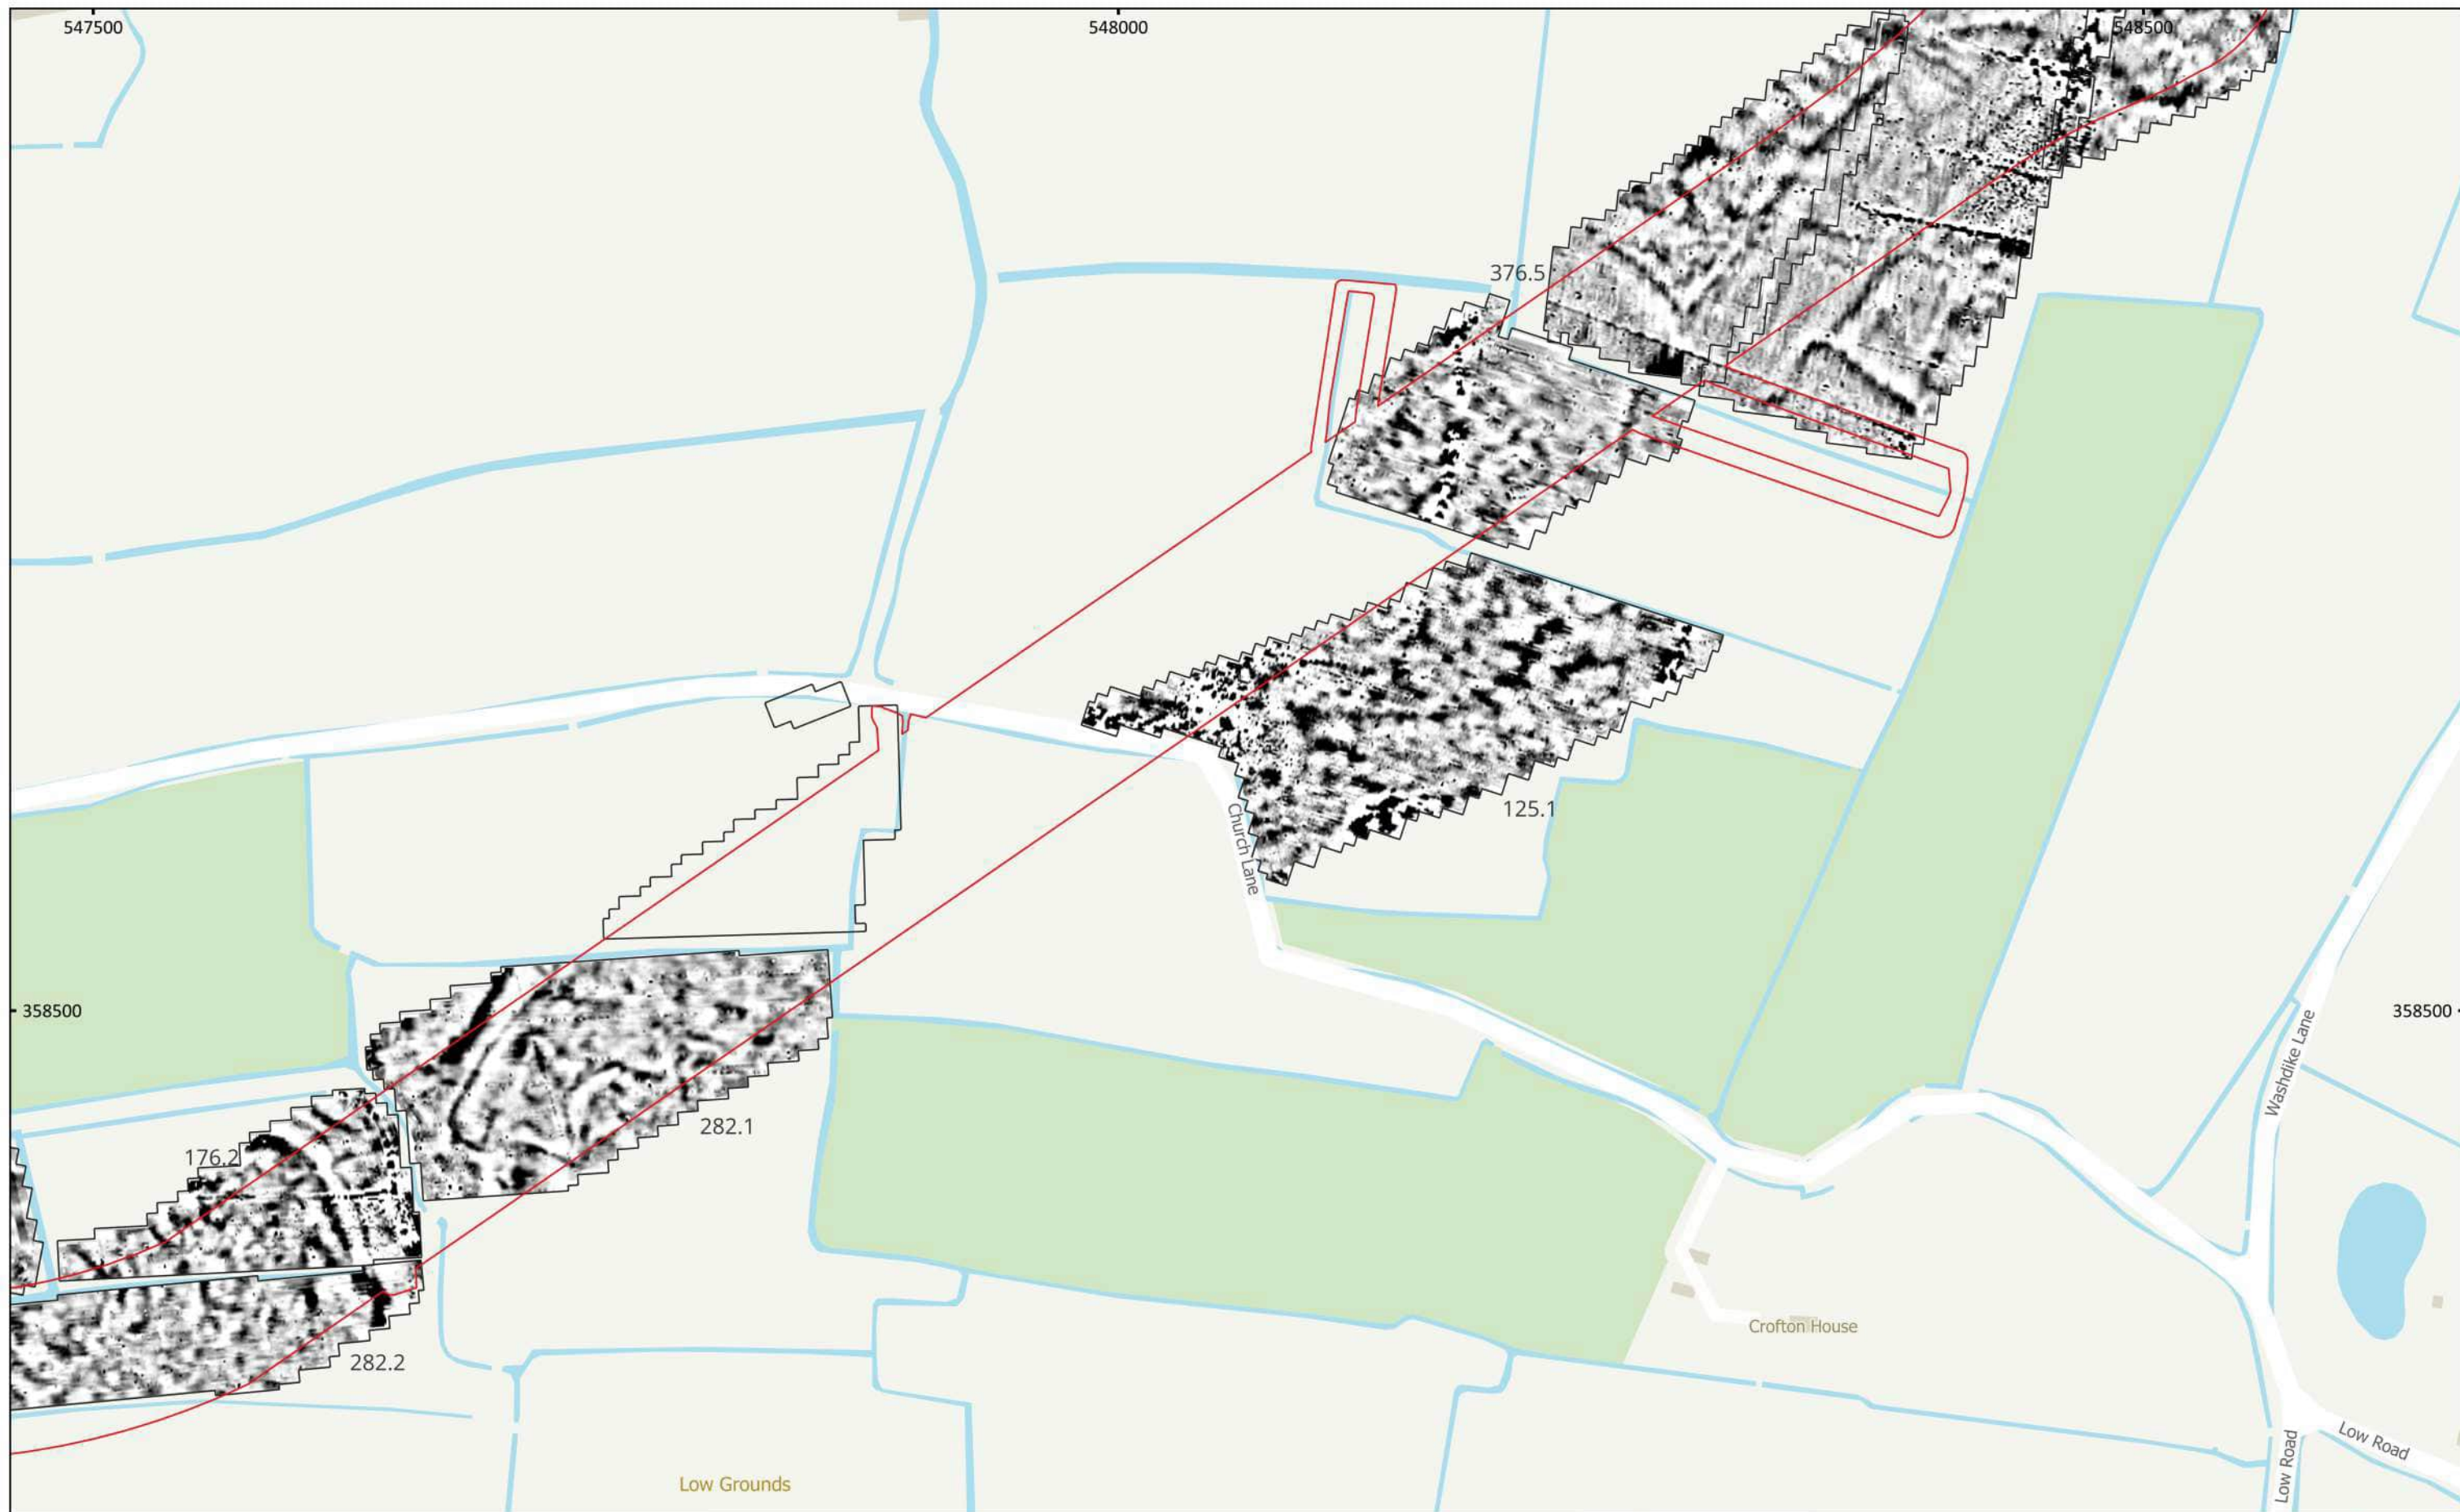 547500
548000
548500
376.5
125.1
Church Lane
358500
358500
Washdike Lane
282.1
176.2
Crofton House
282.2
Low Road
Low Road
Low Grounds